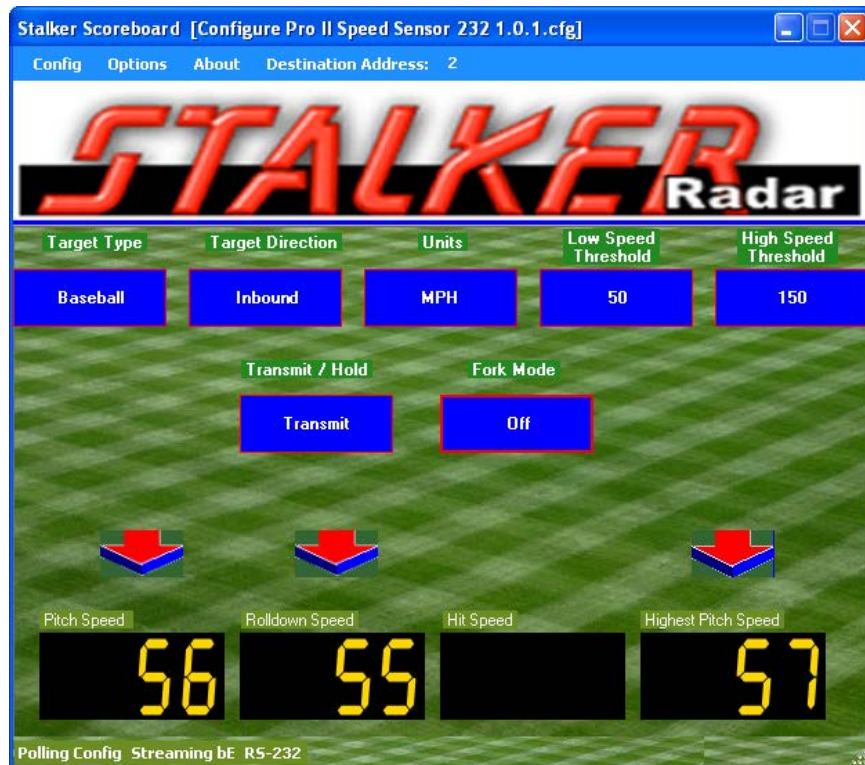 Stalker Scoreboard [Configure Pro II Speed Sensor 232 1.0.1.cfg]
Config Options About Destination Address: 2
STALKER
Radar
Target Type Target Direction Units Low Speed Threshold High Speed Threshold
Baseball Inbound MPH 50 150
Transmit / Hold Fork Mode
Transmit Off
Pitch Speed Rolldown Speed Hit Speed Highest Pitch Speed
56 55 57
Polling Config Streaming bE RS-232